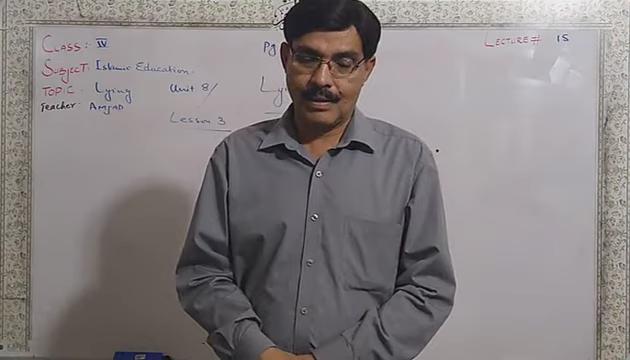 CLASS: IV
Pg
LECTURE# 15
SUBJECT: Islamic Education.
TOPIC: Lying Unit 8/
Teacher: AMJAD
Lesson 3